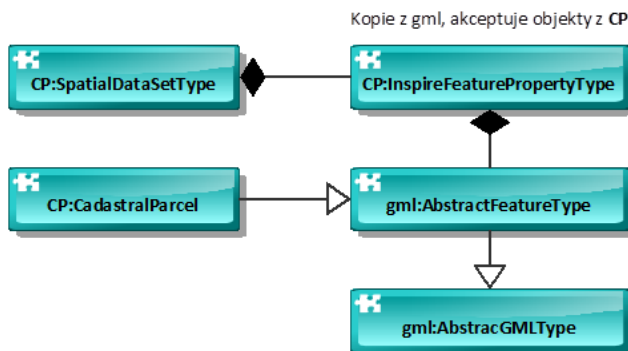 Kopie z gml, akceptuje objekty z CP
CP:SpatialDataSetType
CP:InspireFeaturePropertyType
CP:CadastralParcel
gml:AbstractFeatureType
gml:AbstracGMLType